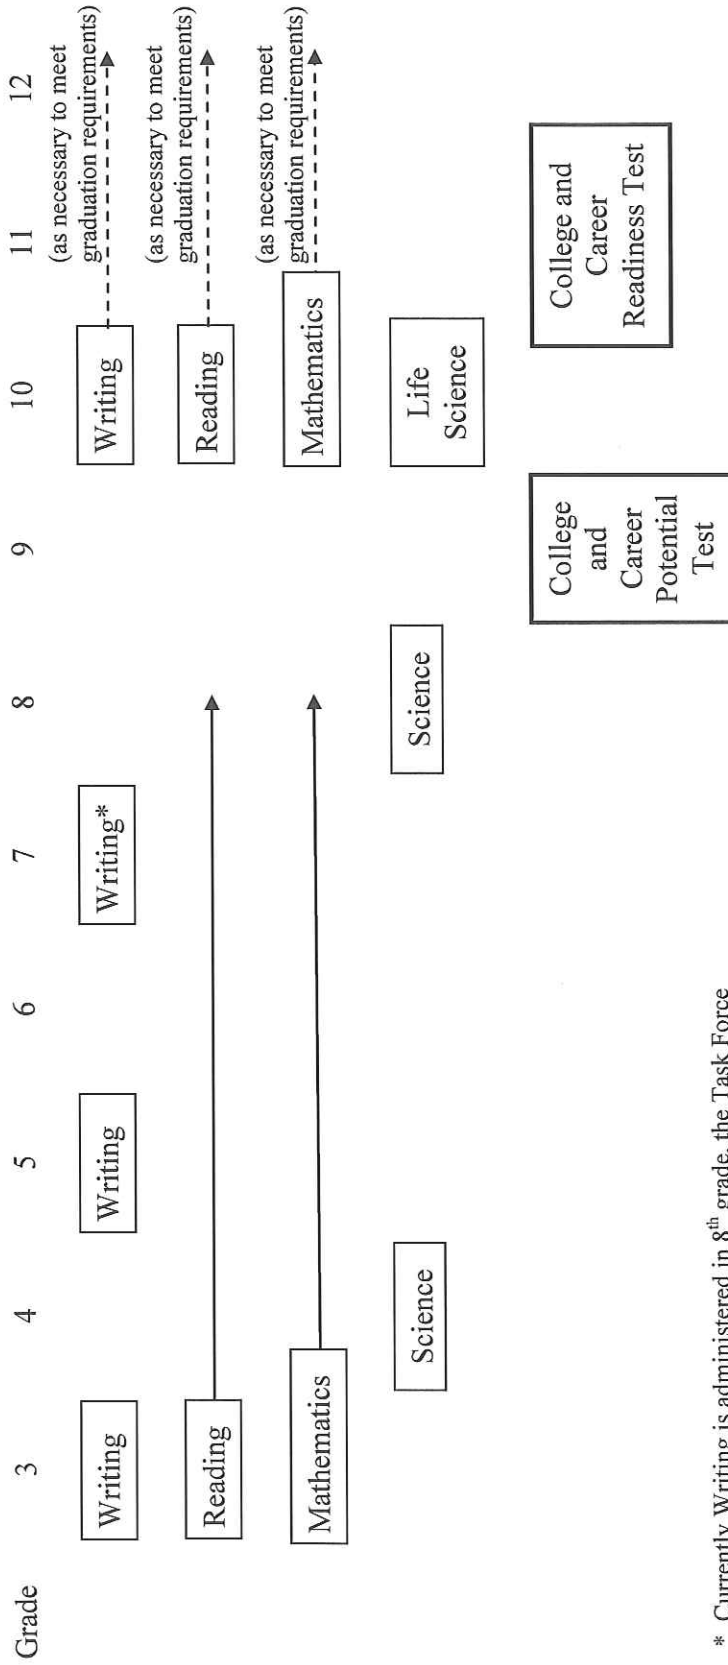 Grade 3 4 5 6 7 8 9 10 11 12
(as necessary to meet
graduation requirements)
Writing
Writing
Writing*
Writing
(as necessary to meet
graduation requirements)
Reading
Reading
(as necessary to meet
graduation requirements)
Mathematics
Mathematics
Science
Science
Life
Science
College
and
Career
Potential
Test
College and
Career
Readiness Test
* Currently Writing is administered in 8th grade, the Task Force